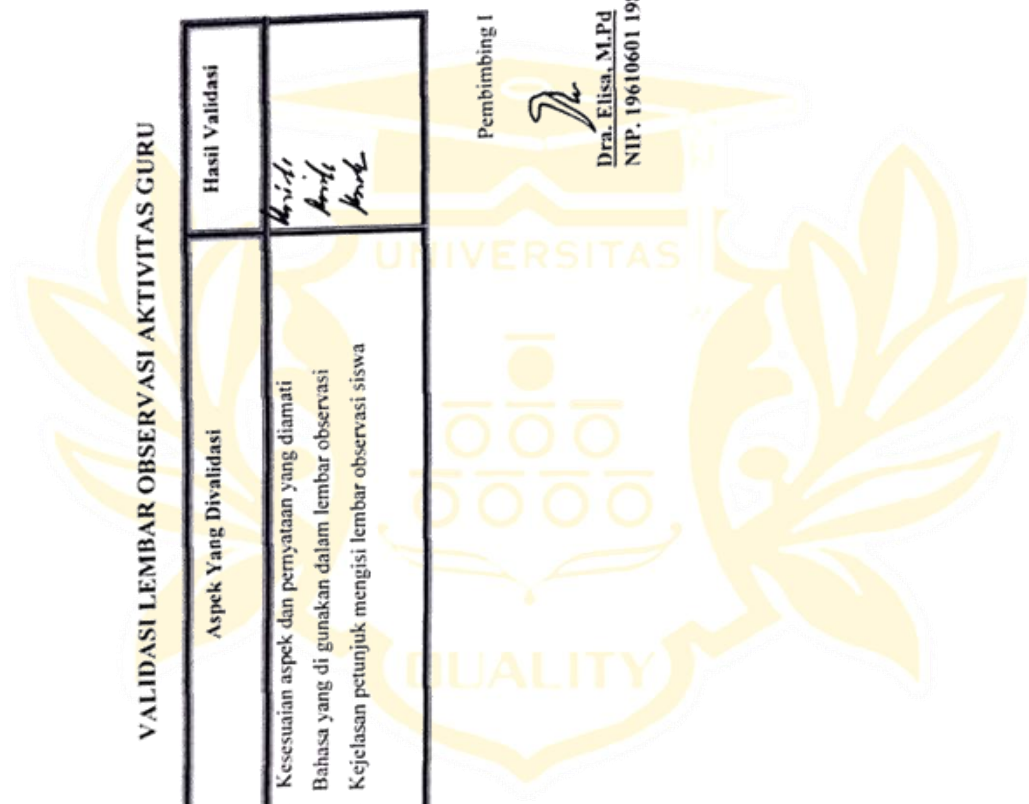 VALIDASI LEMBAR OBSERVASI AKTIVITAS GURU
Aspek Yang Divalidasi Hasil Validasi
Kesesuaian aspek dan pernyataan yang diamati
Bahasa yang di gunakan dalam lembar observasi
Kejelasan petunjuk mengisi lembar observasi siswa
Pembimbing I
Dra. Elisa, M.Pd
NIP. 19610601 198
UNIVERSITAS
QUALITY